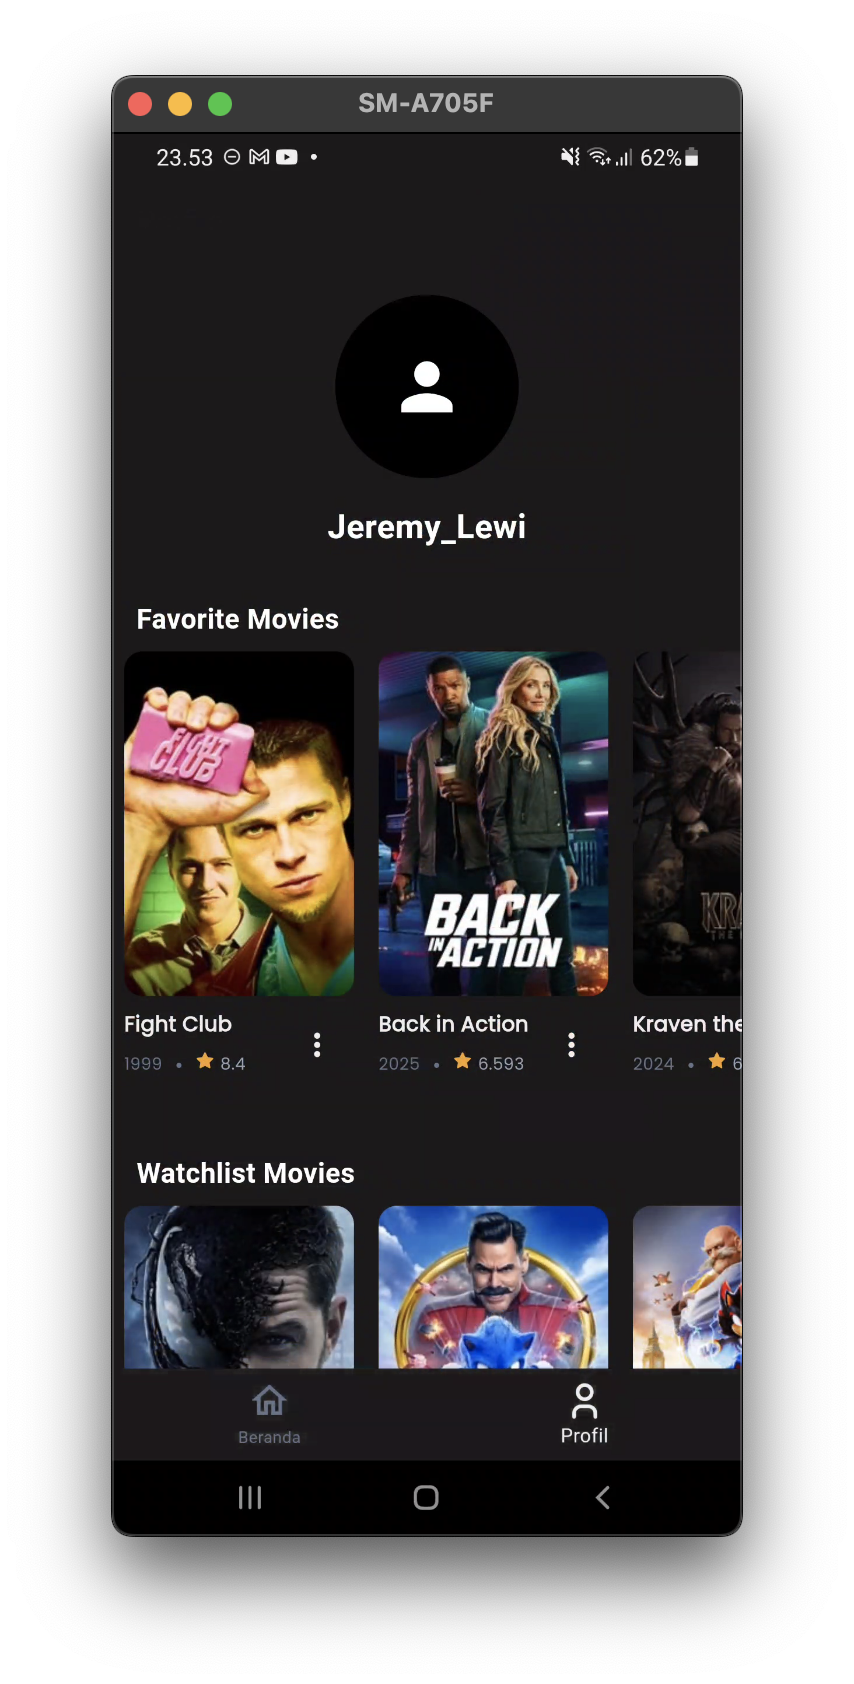 SM-A705F
23.53 62%
Jeremy_Lewi
Favorite Movies
FIGHT
CLUB
BACK
IN ACTION
KRA
THE
Fight Club
Back in Action
Kraven the
1999 • 8.4
2025 • 6.593
2024 • 6
Watchlist Movies
Beranda
Profil